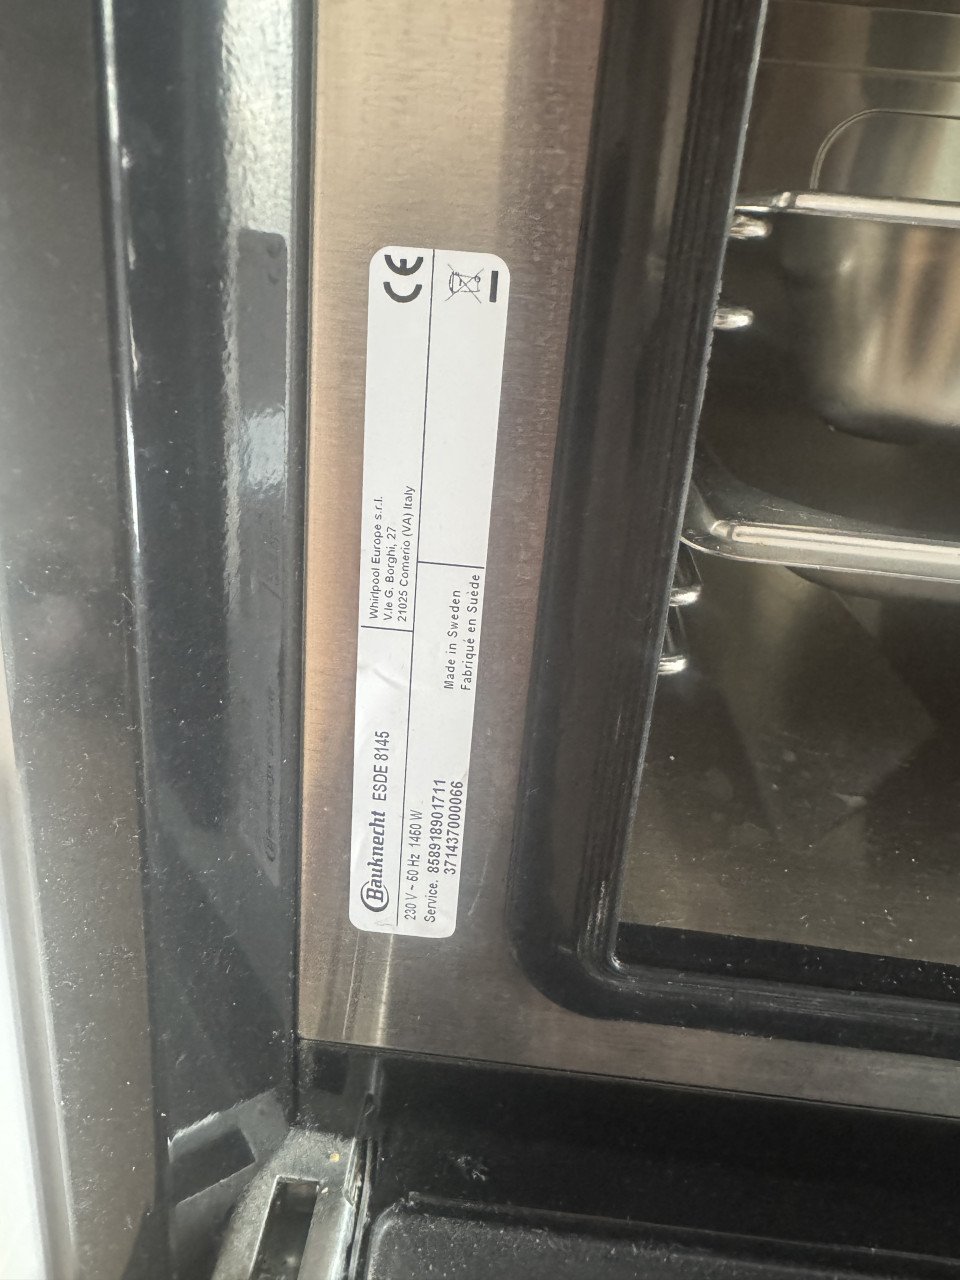 Bauknecht ESDE 8145
Whirlpool Europe s.r.l.
V.le G. Borghi, 27
21025 Comerio (VA) Italy
CE
230 V ~ 50 Hz 1460 W
Service. 858918901711
371437000066
Made in Sweden
Fabriqué en Suède